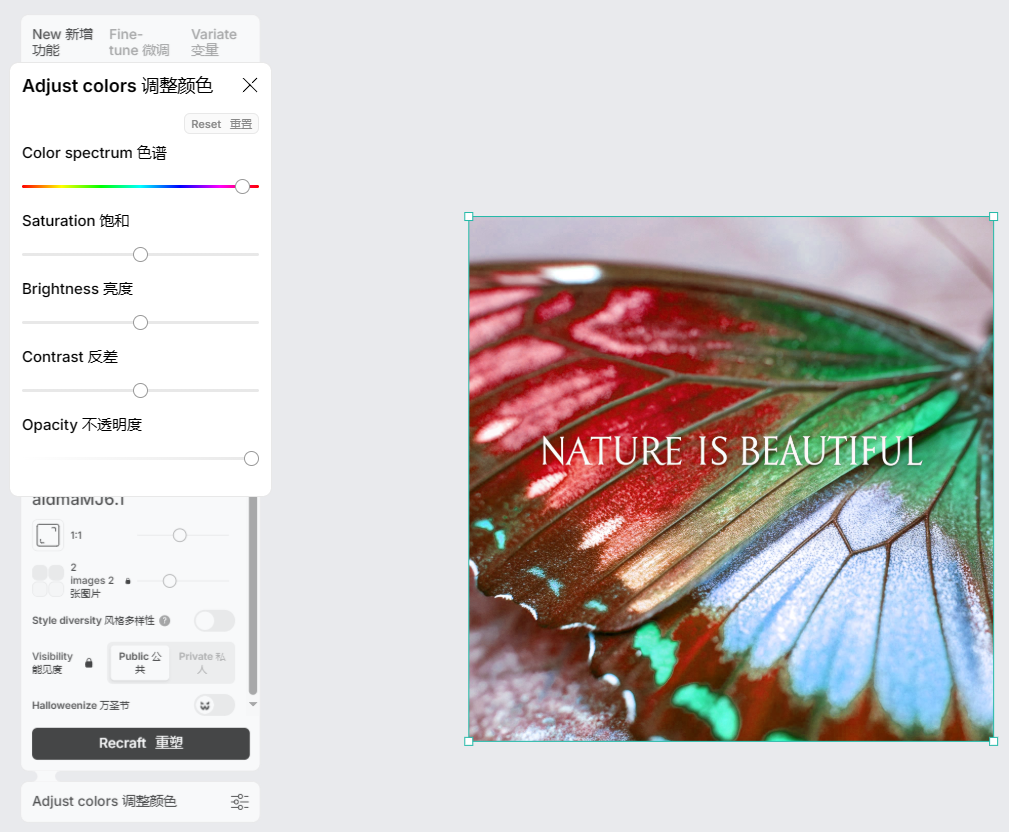 New 新增
功能
Fine-
tune 微调
Variate
变量
Adjust colors 调整颜色
Reset 重置
Color spectrum 色谱
Saturation 饱和
Brightness 亮度
Contrast 反差
Opacity 不透明度
aldmaMJ6.1
1:1
2
images 2
张图片
Style diversity 风格多样性 ?
Visibility
能见度
Public 公
共
Private 私
人
Halloweenize 万圣节
Recraft 重塑
Adjust colors 调整颜色
NATURE IS BEAUTIFUL